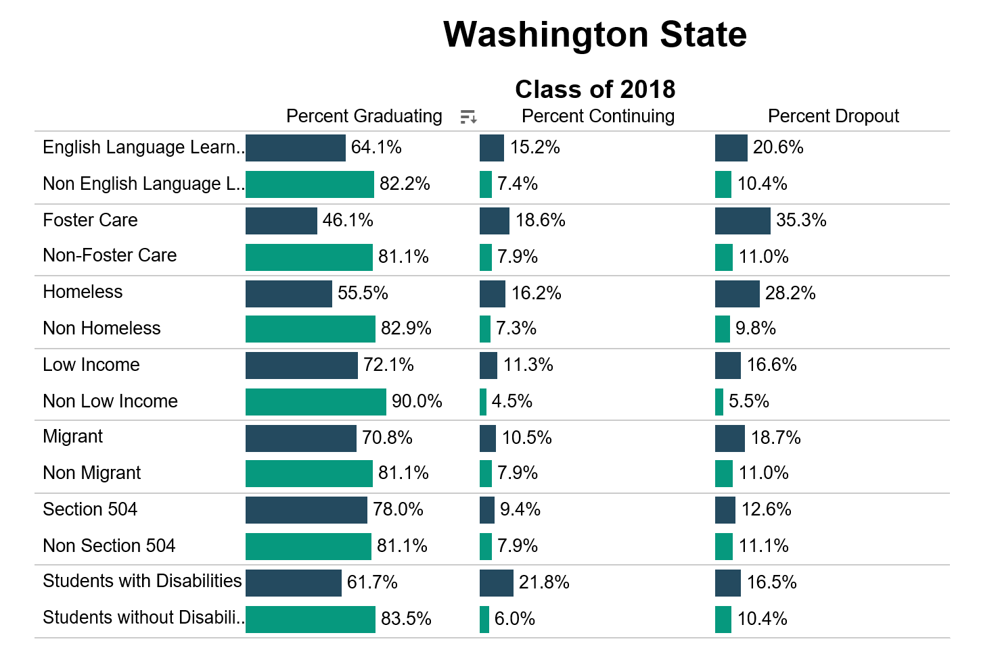 Washington State
Class of 2018
Percent Graduating Percent Continuing Percent Dropout
English Language Learn.. 64.1% 15.2% 20.6%
Non English Language L.. 82.2% 7.4% 10.4%
Foster Care 46.1% 18.6% 35.3%
Non-Foster Care 81.1% 7.9% 11.0%
Homeless 55.5% 16.2% 28.2%
Non Homeless 82.9% 7.3% 9.8%
Low Income 72.1% 11.3% 16.6%
Non Low Income 90.0% 4.5% 5.5%
Migrant 70.8% 10.5% 18.7%
Non Migrant 81.1% 7.9% 11.0%
Section 504 78.0% 9.4% 12.6%
Non Section 504 81.1% 7.9% 11.1%
Students with Disabilities 61.7% 21.8% 16.5%
Students without Disabili.. 83.5% 6.0% 10.4%